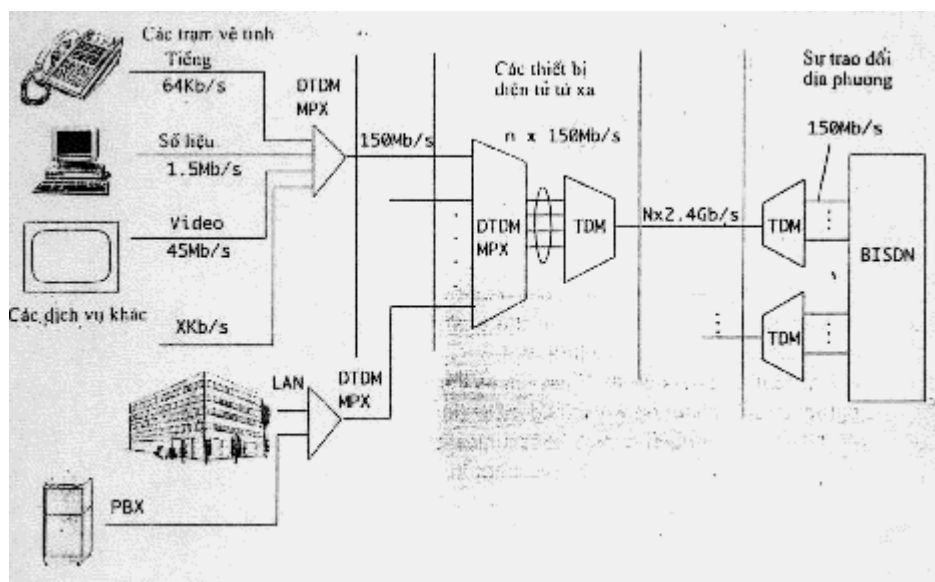 Các trạm vệ tinh
Tiếng
64Kb/s
Số liệu
1.5Mb/s
Video
45Mb/s
Các dịch vụ khác
XKb/s
DTDM
MPX
150Mb/s
LAN
DTDM
MPX
PBX
Các thiết bị
điện tử từ xa
n x 150Mb/s
DTDM
MPX
TDM
Nx2.4Gb/s
Sự trao đổi
địa phương
150Mb/s
TDM
BISDN
TDM